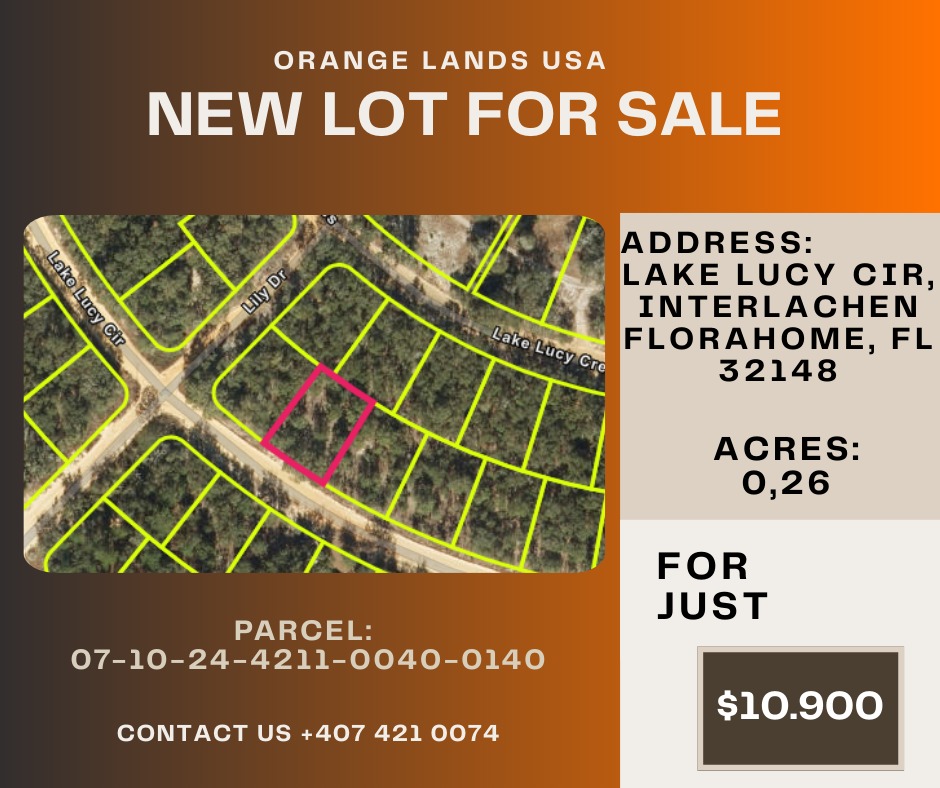 ORANGE LANDS USA
NEW LOT FOR SALE
Lake Lucy Cir
Lily Dr
Lake Lucy Cre
ADDRESS:
LAKE LUCY CIR,
INTERLACHEN
FLORAHOME, FL
32148
ACRES:
0,26
FOR
JUST
$10.900
PARCEL:
07-10-24-4211-0040-0140
CONTACT US +407 421 0074